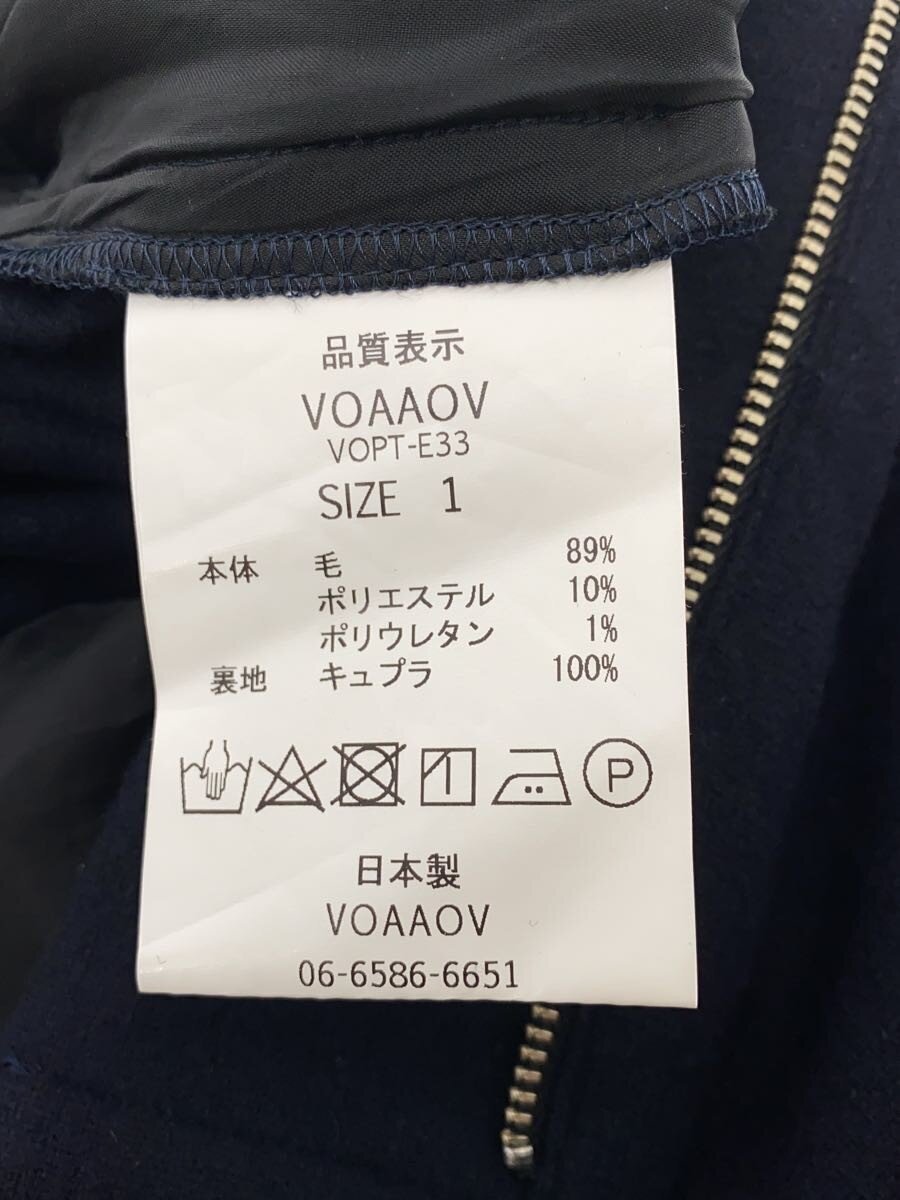 品質表示
VOAAOV
VOPT-E33
SIZE 1
本体 毛 89%
ポリエステル 10%
ポリウレタン 1%
裏地 キュプラ 100%
P
日本製
VOAAOV
06-6586-6651